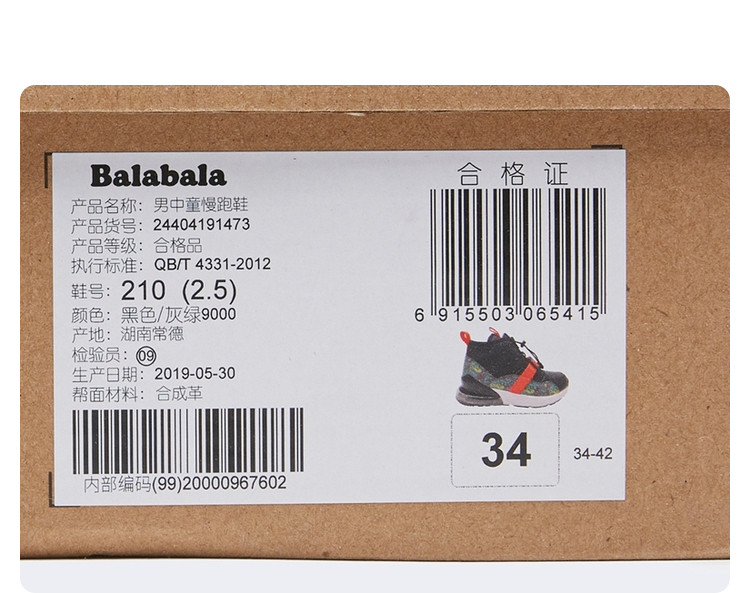 Balabala
产品名称：男中童慢跑鞋
产品货号：24404191473
产品等级：合格品
执行标准：QB/T 4331-2012
鞋号：210 (2.5)
颜色：黑色/灰绿9000
产地：湖南常德
检验员：09
生产日期：2019-05-30
帮面材料：合成革
内部编码(99)20000967602
合格证
6 915503 065415
34
34-42